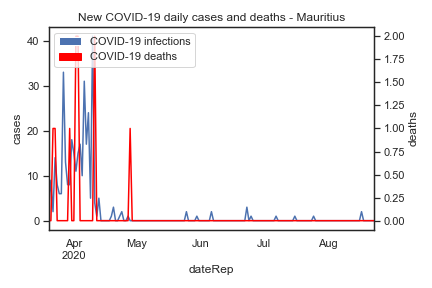 New COVID-19 daily cases and deaths - Mauritius
COVID-19 infections
COVID-19 deaths
cases
40
30
20
10
0
2.00
1.75
1.50
1.25
1.00
0.75
0.50
0.25
0.00
deaths
Apr
2020
May
Jun
Jul
Aug
dateRep